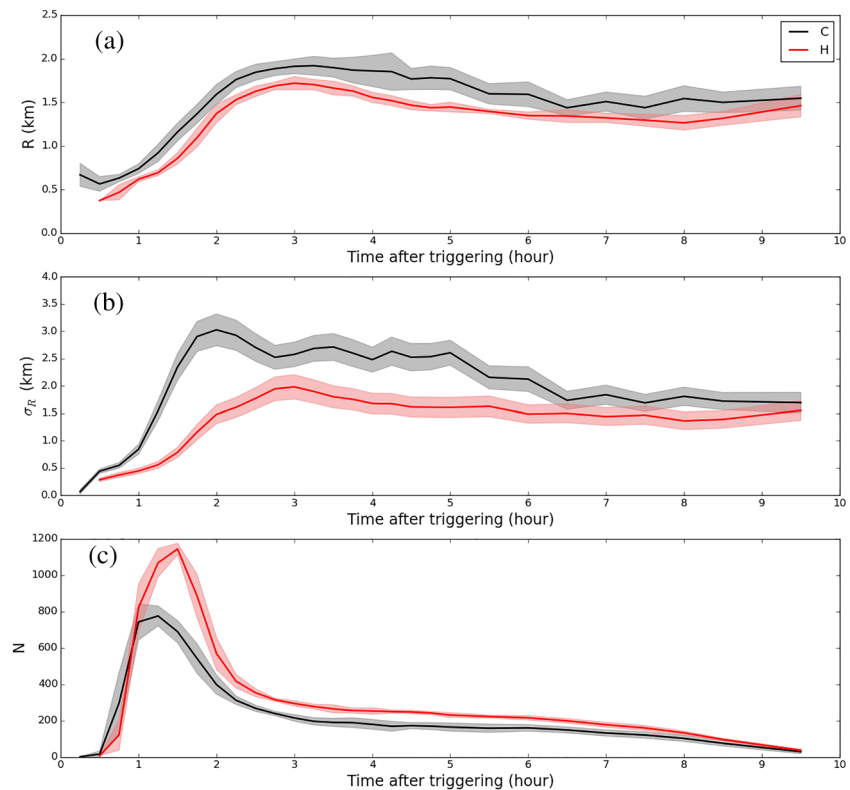 (a)
C
H
2.5
2.0
1.5
1.0
0.5
0.0
R (km)
0 1 2 3 4 5 6 7 8 9 10
Time after triggering (hour)
(b)
4.0
3.5
3.0
2.5
2.0
1.5
1.0
0.5
0.0
σR (km)
0 1 2 3 4 5 6 7 8 9 10
Time after triggering (hour)
(c)
1200
1000
800
600
400
200
0
N
0 1 2 3 4 5 6 7 8 9 10
Time after triggering (hour)